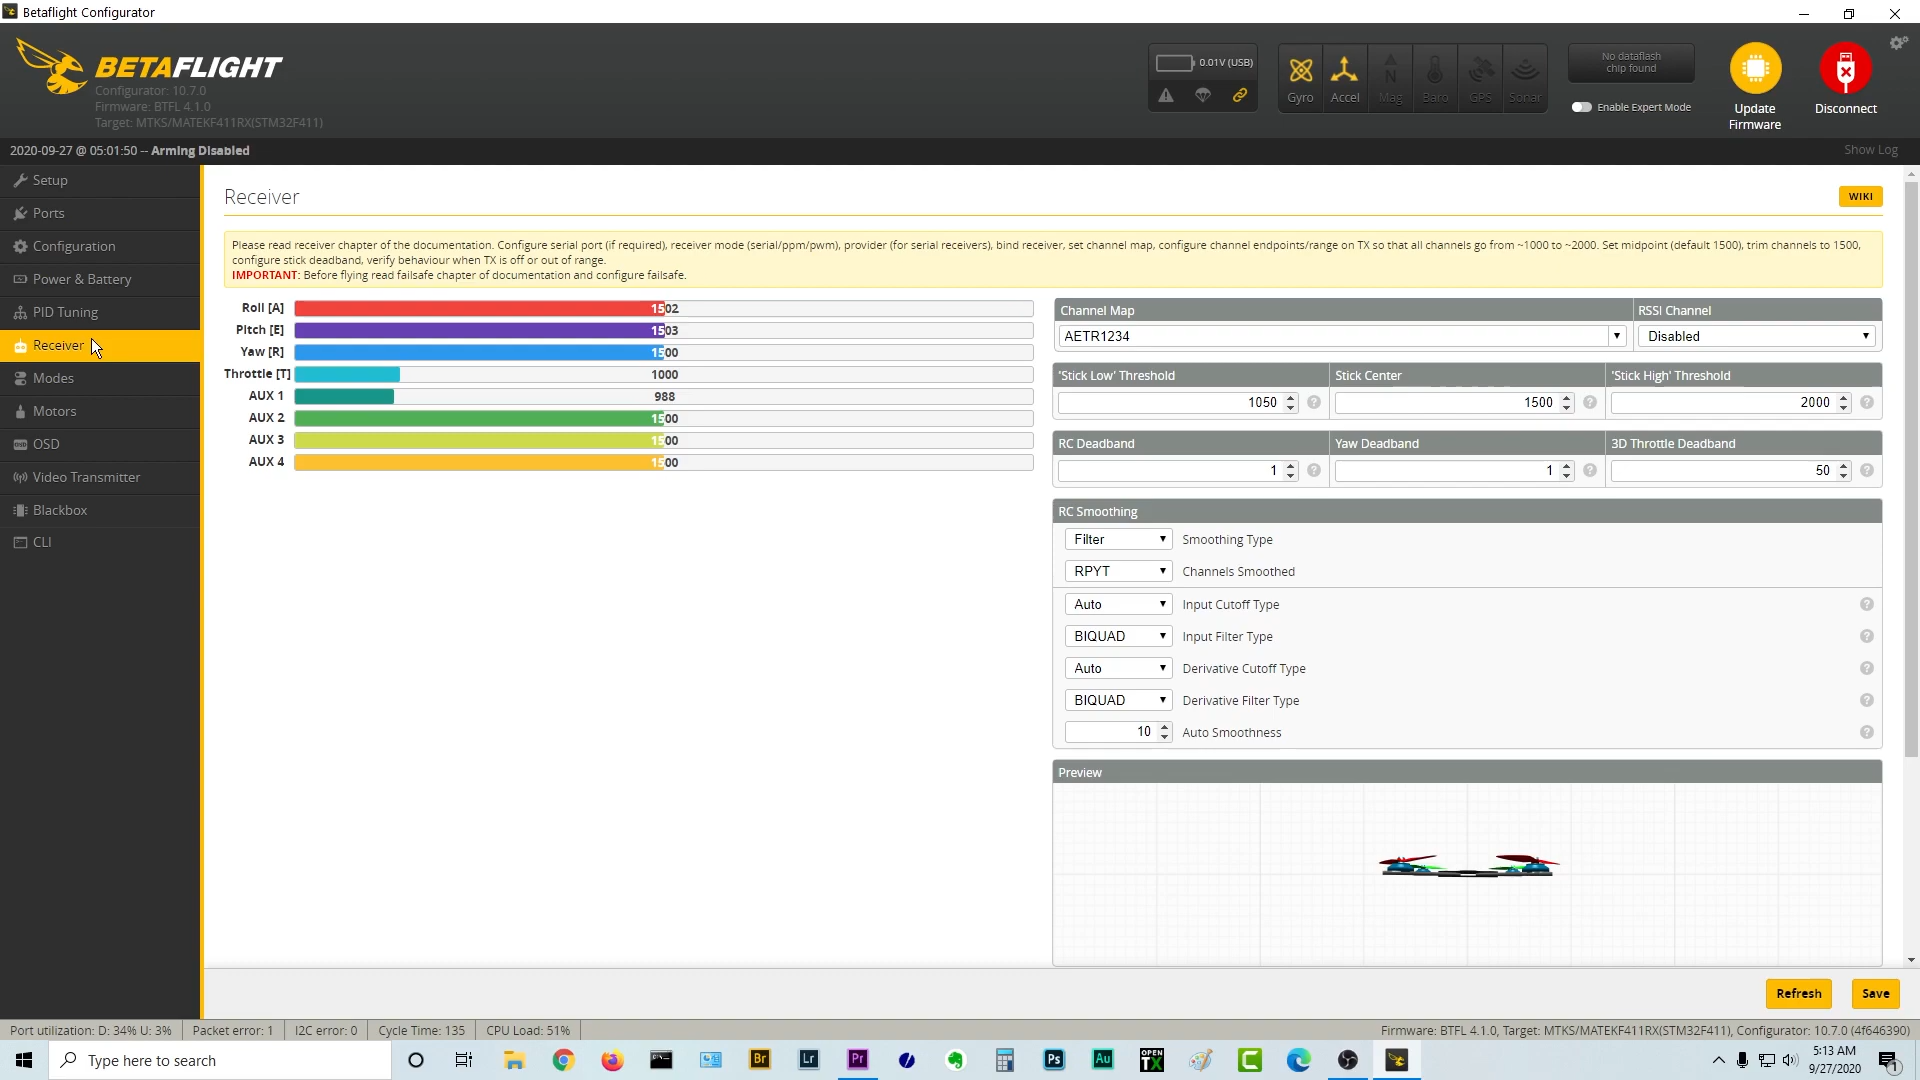 Betaflight Configurator
BETAFLIGHT
Configurator: 10.7.0
Firmware: BTFL 4.1.0
Target: MTKS/MATEKF411RX(STM32F411)
0.01V (USB)
Gyro
Accel
Mag
Baro
GPS
Sonar
No dataflash
chip found
Enable Expert Mode
Update
Firmware
Disconnect
2020-09-27 @ 05:01:50 -- Arming Disabled
Show Log
Setup
Ports
Configuration
Power & Battery
PID Tuning
Receiver
Modes
Motors
OSD
Video Transmitter
Blackbox
CLI
Receiver
WIKI
Please read receiver chapter of the documentation. Configure serial port (if required), receiver mode (serial/ppm/pwm), provider (for serial receivers), bind receiver, set channel map, configure channel endpoints/range on TX so that all channels go from ~1000 to ~2000. Set midpoint (default 1500), trim channels to 1500,
configure stick deadband, verify behaviour when TX is off or out of range.
IMPORTANT: Before flying read failsafe chapter of documentation and configure failsafe.
Roll [A] 1502
Pitch [E] 1503
Yaw [R] 1500
Throttle [T] 1000
AUX 1 988
AUX 2 1500
AUX 3 1500
AUX 4 1500
Channel Map RSSI Channel
AETR1234 Disabled
'Stick Low' Threshold Stick Center 'Stick High' Threshold
1050 1500 2000
RC Deadband Yaw Deadband 3D Throttle Deadband
1 1 50
RC Smoothing
Filter Smoothing Type
RPYT Channels Smoothed
Auto Input Cutoff Type
BIQUAD Input Filter Type
Auto Derivative Cutoff Type
BIQUAD Derivative Filter Type
10 Auto Smoothness
Preview
Refresh Save
Port utilization: D: 34% U: 3% Packet error: 1 I2C error: 0 Cycle Time: 135 CPU Load: 51% Firmware: BTFL 4.1.0, Target: MTKS/MATEKF411RX(STM32F411), Configurator: 10.7.0 (4f646390)
Type here to search
Br
Lr
Pr
Ps
Au
OPEN
TX
5:13 AM
9/27/2020
1